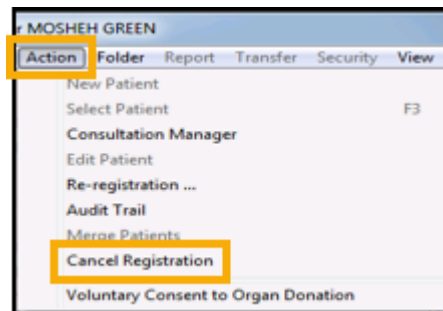 r MOSHEH GREEN
Action Folder Report Transfer Security View
New Patient
Select Patient F3
Consultation Manager
Edit Patient
Re-registration ...
Audit Trail
Merge Patients
Cancel Registration
Voluntary Consent to Organ Donation